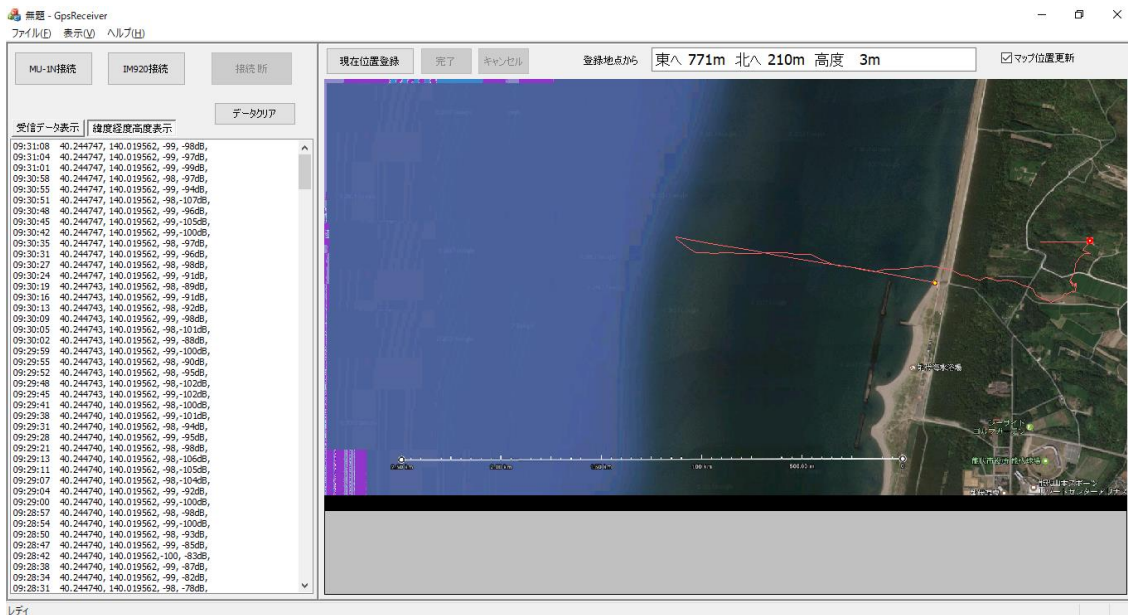 無題 - GpsReceiver
ファイル(F) 表示(V) ヘルプ(H)
MU-1N接続 IM920接続 接続 断
データクリア
受信データ表示 緯度経度高度表示
現在位置登録 完了 キャンセル 登録地点から 東へ 771m 北へ 210m 高度 3m マップ位置更新
09:31:08 40.244747, 140.019562, -99, -98dB,
09:31:04 40.244747, 140.019562, -99, -97dB,
09:31:01 40.244747, 140.019562, -99, -99dB,
09:30:58 40.244747, 140.019562, -98, -97dB,
09:30:55 40.244747, 140.019562, -99, -94dB,
09:30:51 40.244747, 140.019562, -98,-107dB,
09:30:48 40.244747, 140.019562, -99, -96dB,
09:30:45 40.244747, 140.019562, -99,-105dB,
09:30:42 40.244747, 140.019562, -99,-100dB,
09:30:35 40.244747, 140.019562, -98, -97dB,
09:30:31 40.244747, 140.019562, -99, -96dB,
09:30:27 40.244747, 140.019562, -98, -98dB,
09:30:24 40.244747, 140.019562, -99, -91dB,
09:30:19 40.244747, 140.019562, -98, -89dB,
09:30:16 40.244747, 140.019562, -99, -91dB,
09:30:13 40.244743, 140.019562, -98, -92dB,
09:30:09 40.244743, 140.019562, -99, -98dB,
09:30:05 40.244743, 140.019562, -98,-101dB,
09:30:02 40.244743, 140.019562, -99, -88dB,
09:29:59 40.244747, 140.019562, -99,-100dB,
09:29:55 40.244747, 140.019562, -98, -90dB,
09:29:52 40.244743, 140.019562, -98, -95dB,
09:29:48 40.244743, 140.019562, -98,-102dB,
09:29:45 40.244743, 140.019562, -99,-102dB,
09:29:41 40.244740, 140.019562, -98,-100dB,
09:29:38 40.244740, 140.019562, -99,-101dB,
09:29:31 40.244740, 140.019562, -98, -94dB,
09:29:28 40.244740, 140.019562, -99, -95dB,
09:29:21 40.244740, 140.019562, -98, -98dB,
09:29:13 40.244740, 140.019562, -98,-106dB,
09:29:11 40.244740, 140.019562, -98,-105dB,
09:29:07 40.244740, 140.019562, -98,-104dB,
09:29:04 40.244740, 140.019562, -99, -92dB,
09:29:00 40.244740, 140.019562, -99,-100dB,
09:28:57 40.244740, 140.019562, -98, -98dB,
09:28:54 40.244740, 140.019562, -99,-100dB,
09:28:50 40.244740, 140.019562, -98, -93dB,
09:28:47 40.244740, 140.019562, -99, -85dB,
09:28:42 40.244740, 140.019562,-100, -83dB,
09:28:38 40.244740, 140.019562, -99, -87dB,
09:28:34 40.244740, 140.019562, -99, -82dB,
09:28:31 40.244740, 140.019562, -98, -78dB,
レディ